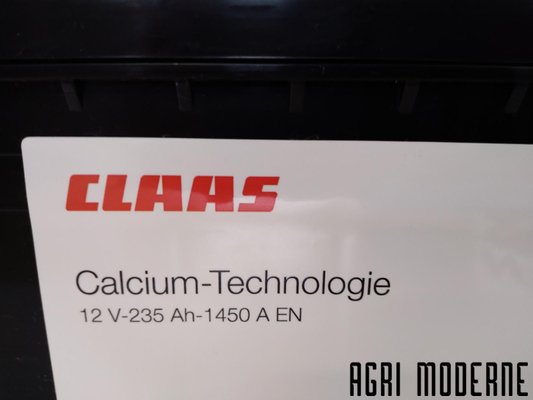 CLAAS
Calcium-Technologie
12 V-235 Ah-1450 A EN
AGRI MODERNE